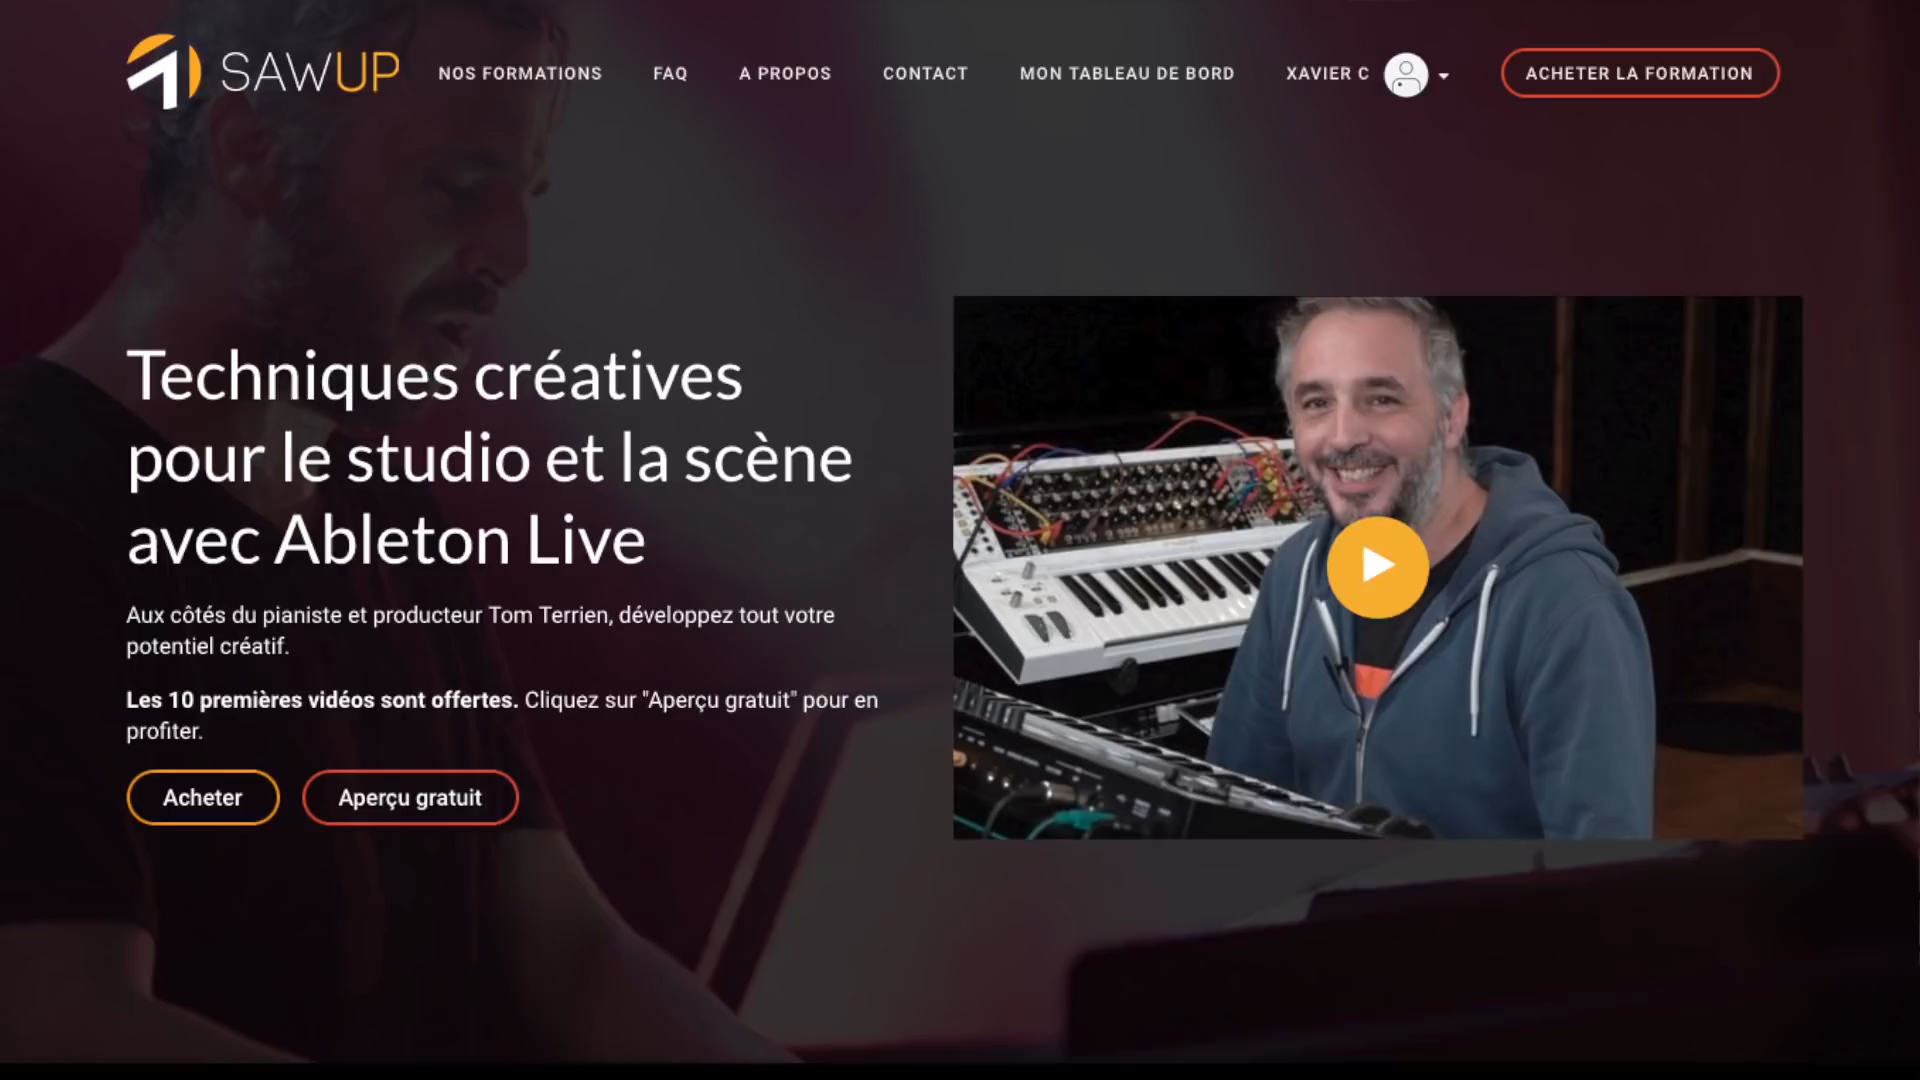 SAWUP
NOS FORMATIONS
FAQ
A PROPOS
CONTACT
MON TABLEAU DE BORD
XAVIER C
ACHETER LA FORMATION
Techniques créatives
pour le studio et la scène
avec Ableton Live
Aux côtés du pianiste et producteur Tom Terrien, développez tout votre
potentiel créatif.
Les 10 premières vidéos sont offertes. Cliquez sur "Aperçu gratuit" pour en
profiter.
Acheter
Aperçu gratuit